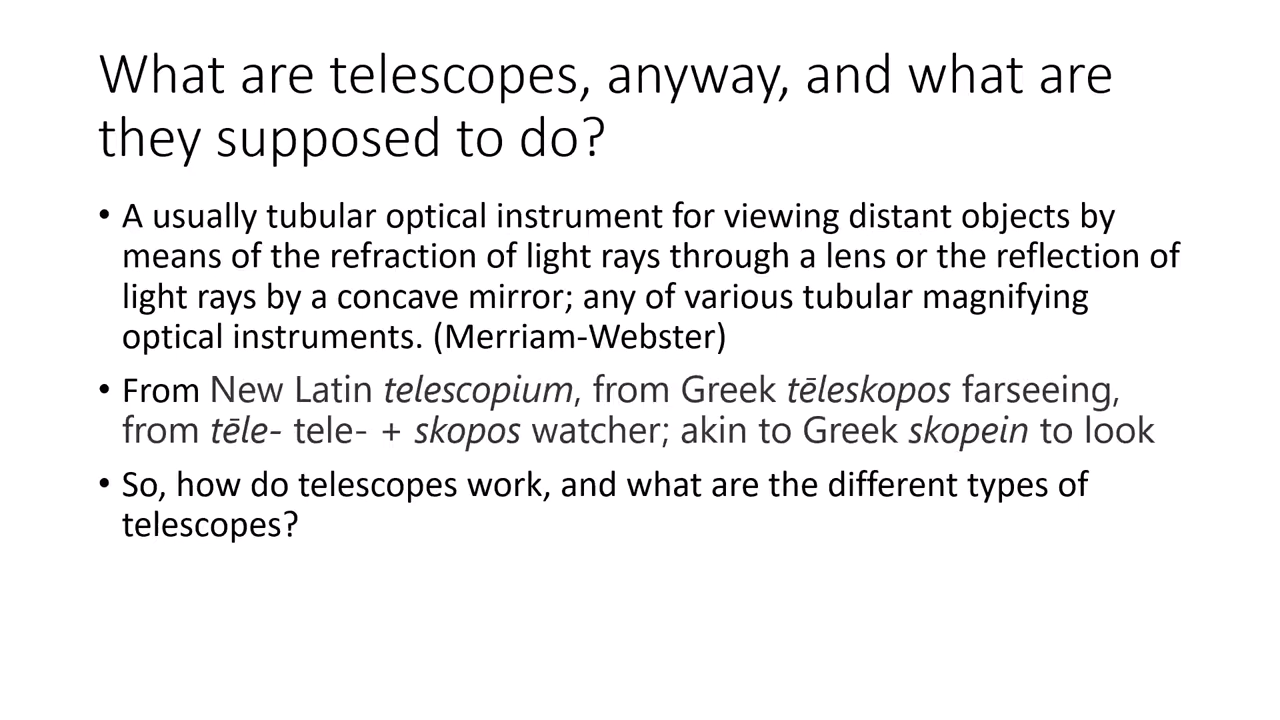 What are telescopes, anyway, and what are
they supposed to do?
• A usually tubular optical instrument for viewing distant objects by
means of the refraction of light rays through a lens or the reflection of
light rays by a concave mirror; any of various tubular magnifying
optical instruments. (Merriam-Webster)
• From New Latin telescopium, from Greek tēleskopos farseeing,
from tēle- tele- + skopos watcher; akin to Greek skopein to look
• So, how do telescopes work, and what are the different types of
telescopes?